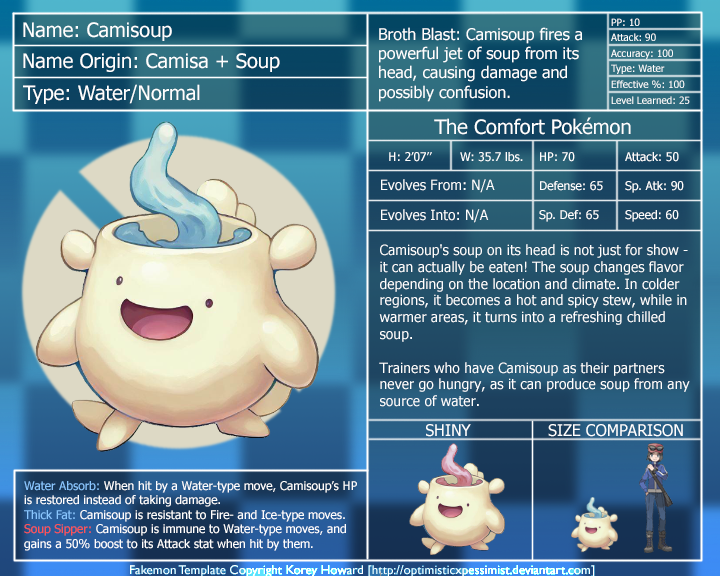 Name: Camisoup
Name Origin: Camisa + Soup
Type: Water/Normal
Broth Blast: Camisoup fires a
powerful jet of soup from its
head, causing damage and
possibly confusion.
PP: 10
Attack: 90
Accuracy: 100
Type: Water
Effective %: 100
Level Learned: 25
The Comfort Pokémon
H: 2'07"
W: 35.7 lbs.
HP: 70
Attack: 50
Evolves From: N/A
Defense: 65
Sp. Atk: 90
Evolves Into: N/A
Sp. Def: 65
Speed: 60
Camisoup's soup on its head is not just for show -
it can actually be eaten! The soup changes flavor
depending on the location and climate. In colder
regions, it becomes a hot and spicy stew, while in
warmer areas, it turns into a refreshing chilled
soup.
Trainers who have Camisoup as their partners
never go hungry, as it can produce soup from any
source of water.
SHINY
SIZE COMPARISON
Water Absorb: When hit by a Water-type move, Camisoup's HP
is restored instead of taking damage.
Thick Fat: Camisoup is resistant to Fire- and Ice-type moves.
Soup Sipper: Camisoup is immune to Water-type moves, and
gains a 50% boost to its Attack stat when hit by them.
Fakemon Template Copyright Korey Howard [http://optimisticxpessimist.deviantart.com]